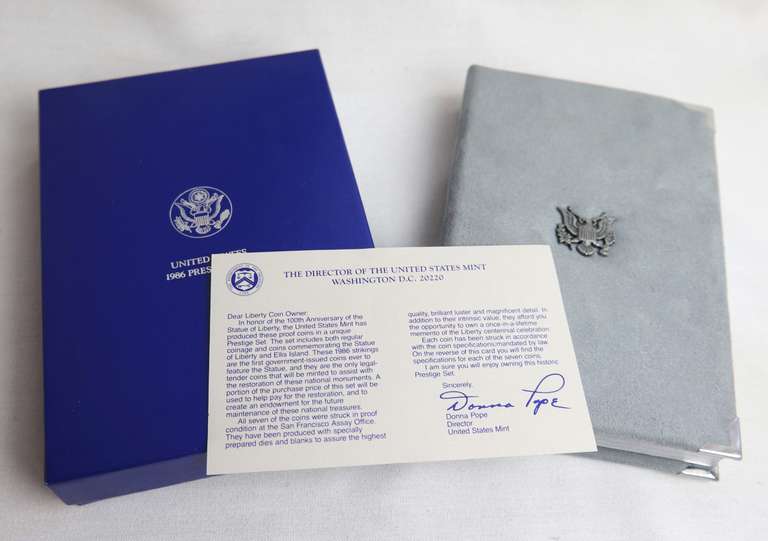 UNITED STATES
1986 PRES
THE DIRECTOR OF THE UNITED STATES MINT
WASHINGTON D.C. 20220
Dear Liberty Coin Owner:
In honor of the 100th Anniversary of the
Statue of Liberty, the United States Mint has
produced these proof coins in a unique
Prestige Set. The set includes both regular
coinage and coins commemorating the Statue
of Liberty and Ellis Island. These 1986 strikings
are the first government-issued coins ever to
feature the Statue, and they are the only legal-
tender coins that will be minted to assist with
the restoration of these national monuments. A
portion of the purchase price of this set will be
used to help pay for the restoration, and to
create an endowment for the future
maintenance of these national treasures.
All seven of the coins were struck in proof
condition at the San Francisco Assay Office.
They have been produced with specially
prepared dies and blanks to assure the highest
quality, brilliant luster and magnificent detail. In
addition to their intrinsic value, they afford you
the opportunity to own a once-in-a-lifetime
memento of the Liberty centennial celebration.
Each coin has been struck in accordance
with the coin specifications mandated by law.
On the reverse of this card you will find the
specifications for each of the seven coins.
I am sure you will enjoy owning this historic
Prestige Set.
Sincerely,
Donna Pope
Donna Pope
Director
United States Mint